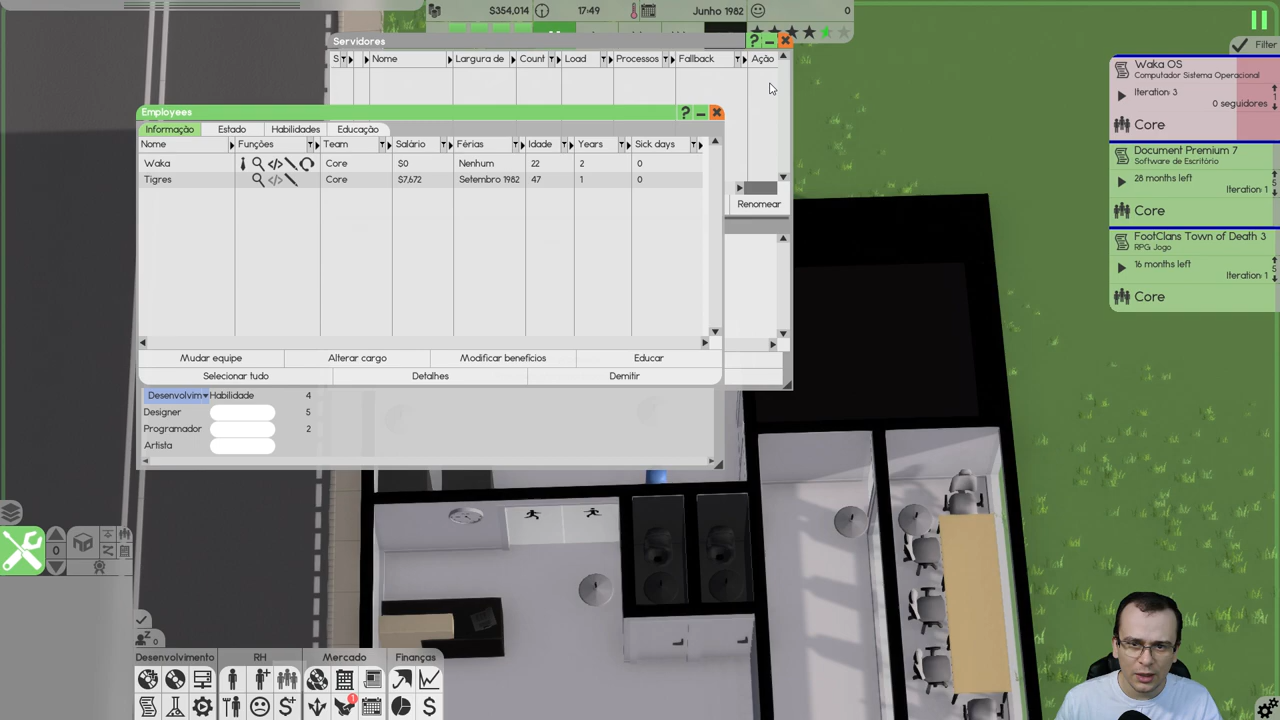 $354,014 17:49 Junho 1982 0
Servidores ?
Filter
S Nome Largura de Count Load Processos Fallback Ação
Employees ?
Informação Estado Habilidades Educação
Nome Funções Team Salário Férias Idade Years Sick days
Waka Core $0 Nenhum 22 2 0
Tigres Core $7,672 Setembro 1982 47 1 0
Renomear
Mudar equipe Alterar cargo Modificar benefícios Educar
Selecionar tudo Detalhes Demitir
Desenvolvim Habilidade 4
Designer 5
Programador 2
Artista
Waka OS
Computador Sistema Operacional
Iteration: 3
0 seguidores
1
Core
Document Premium 7
Software de Escritório
28 months left
Iteration: 1
5
Core
FootClans Town of Death 3
RPG Jogo
16 months left
Iteration: 1
5
Core
0
Z 0
Desenvolvimento RH Mercado Finanças
1